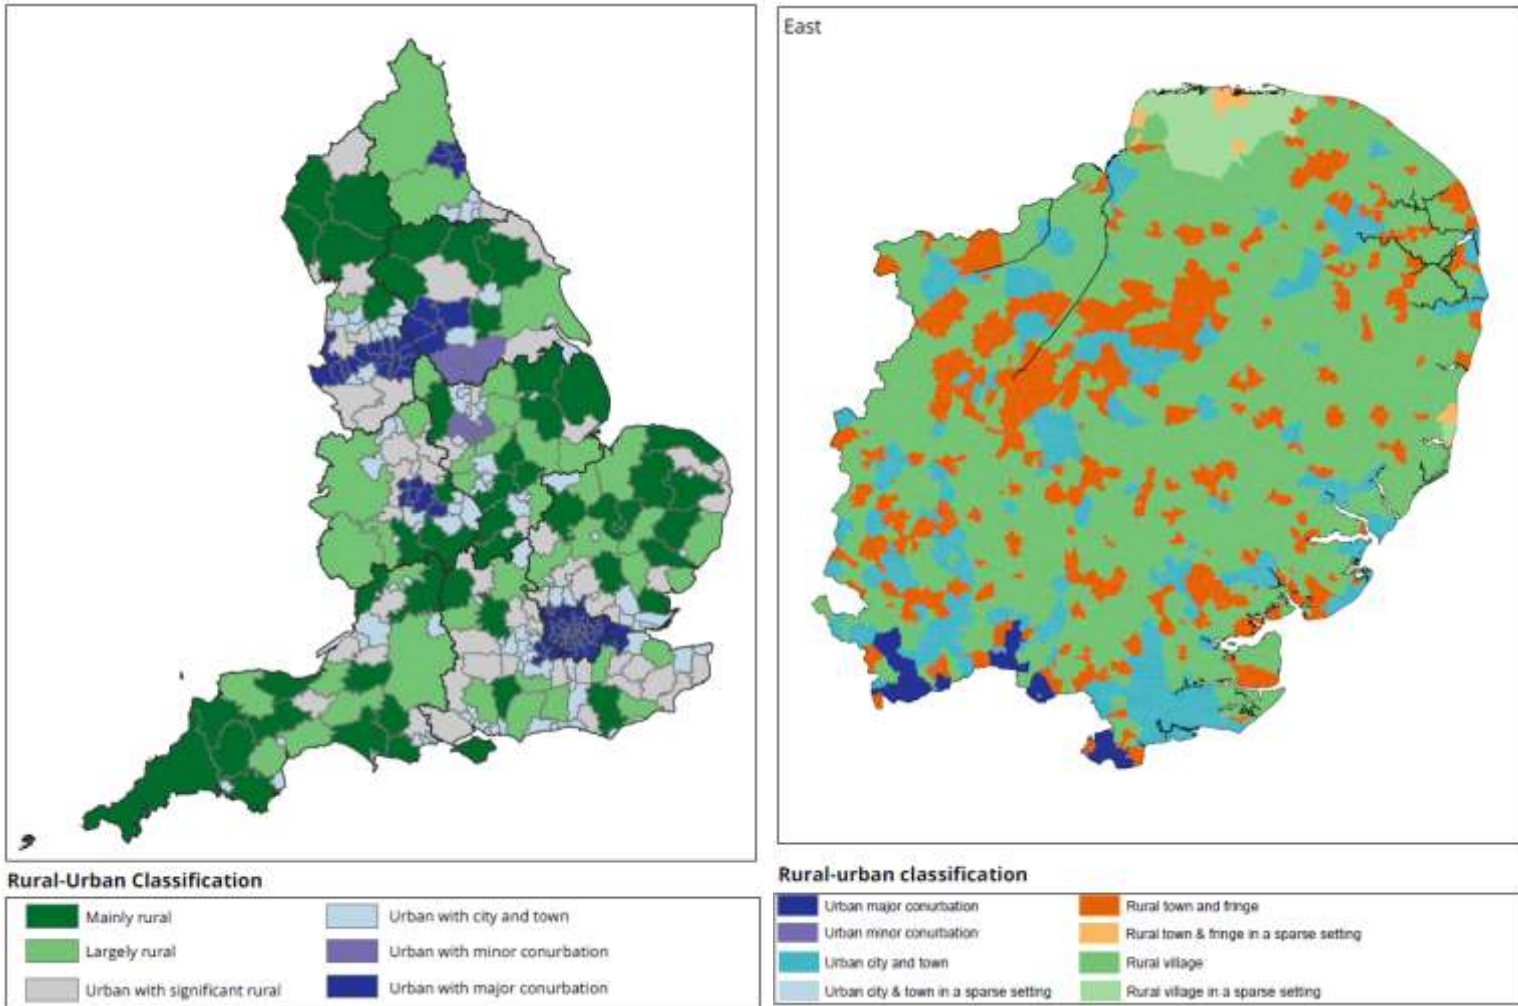 East
Rural-Urban Classification
Mainly rural
Largely rural
Urban with significant rural
Urban with city and town
Urban with minor conurbation
Urban with major conurbation
Rural-urban classification
Urban major conurbation
Urban minor conurbation
Urban city and town
Urban city & town in a sparse setting
Rural town and fringe
Rural town & fringe in a sparse setting
Rural village
Rural village in a sparse setting